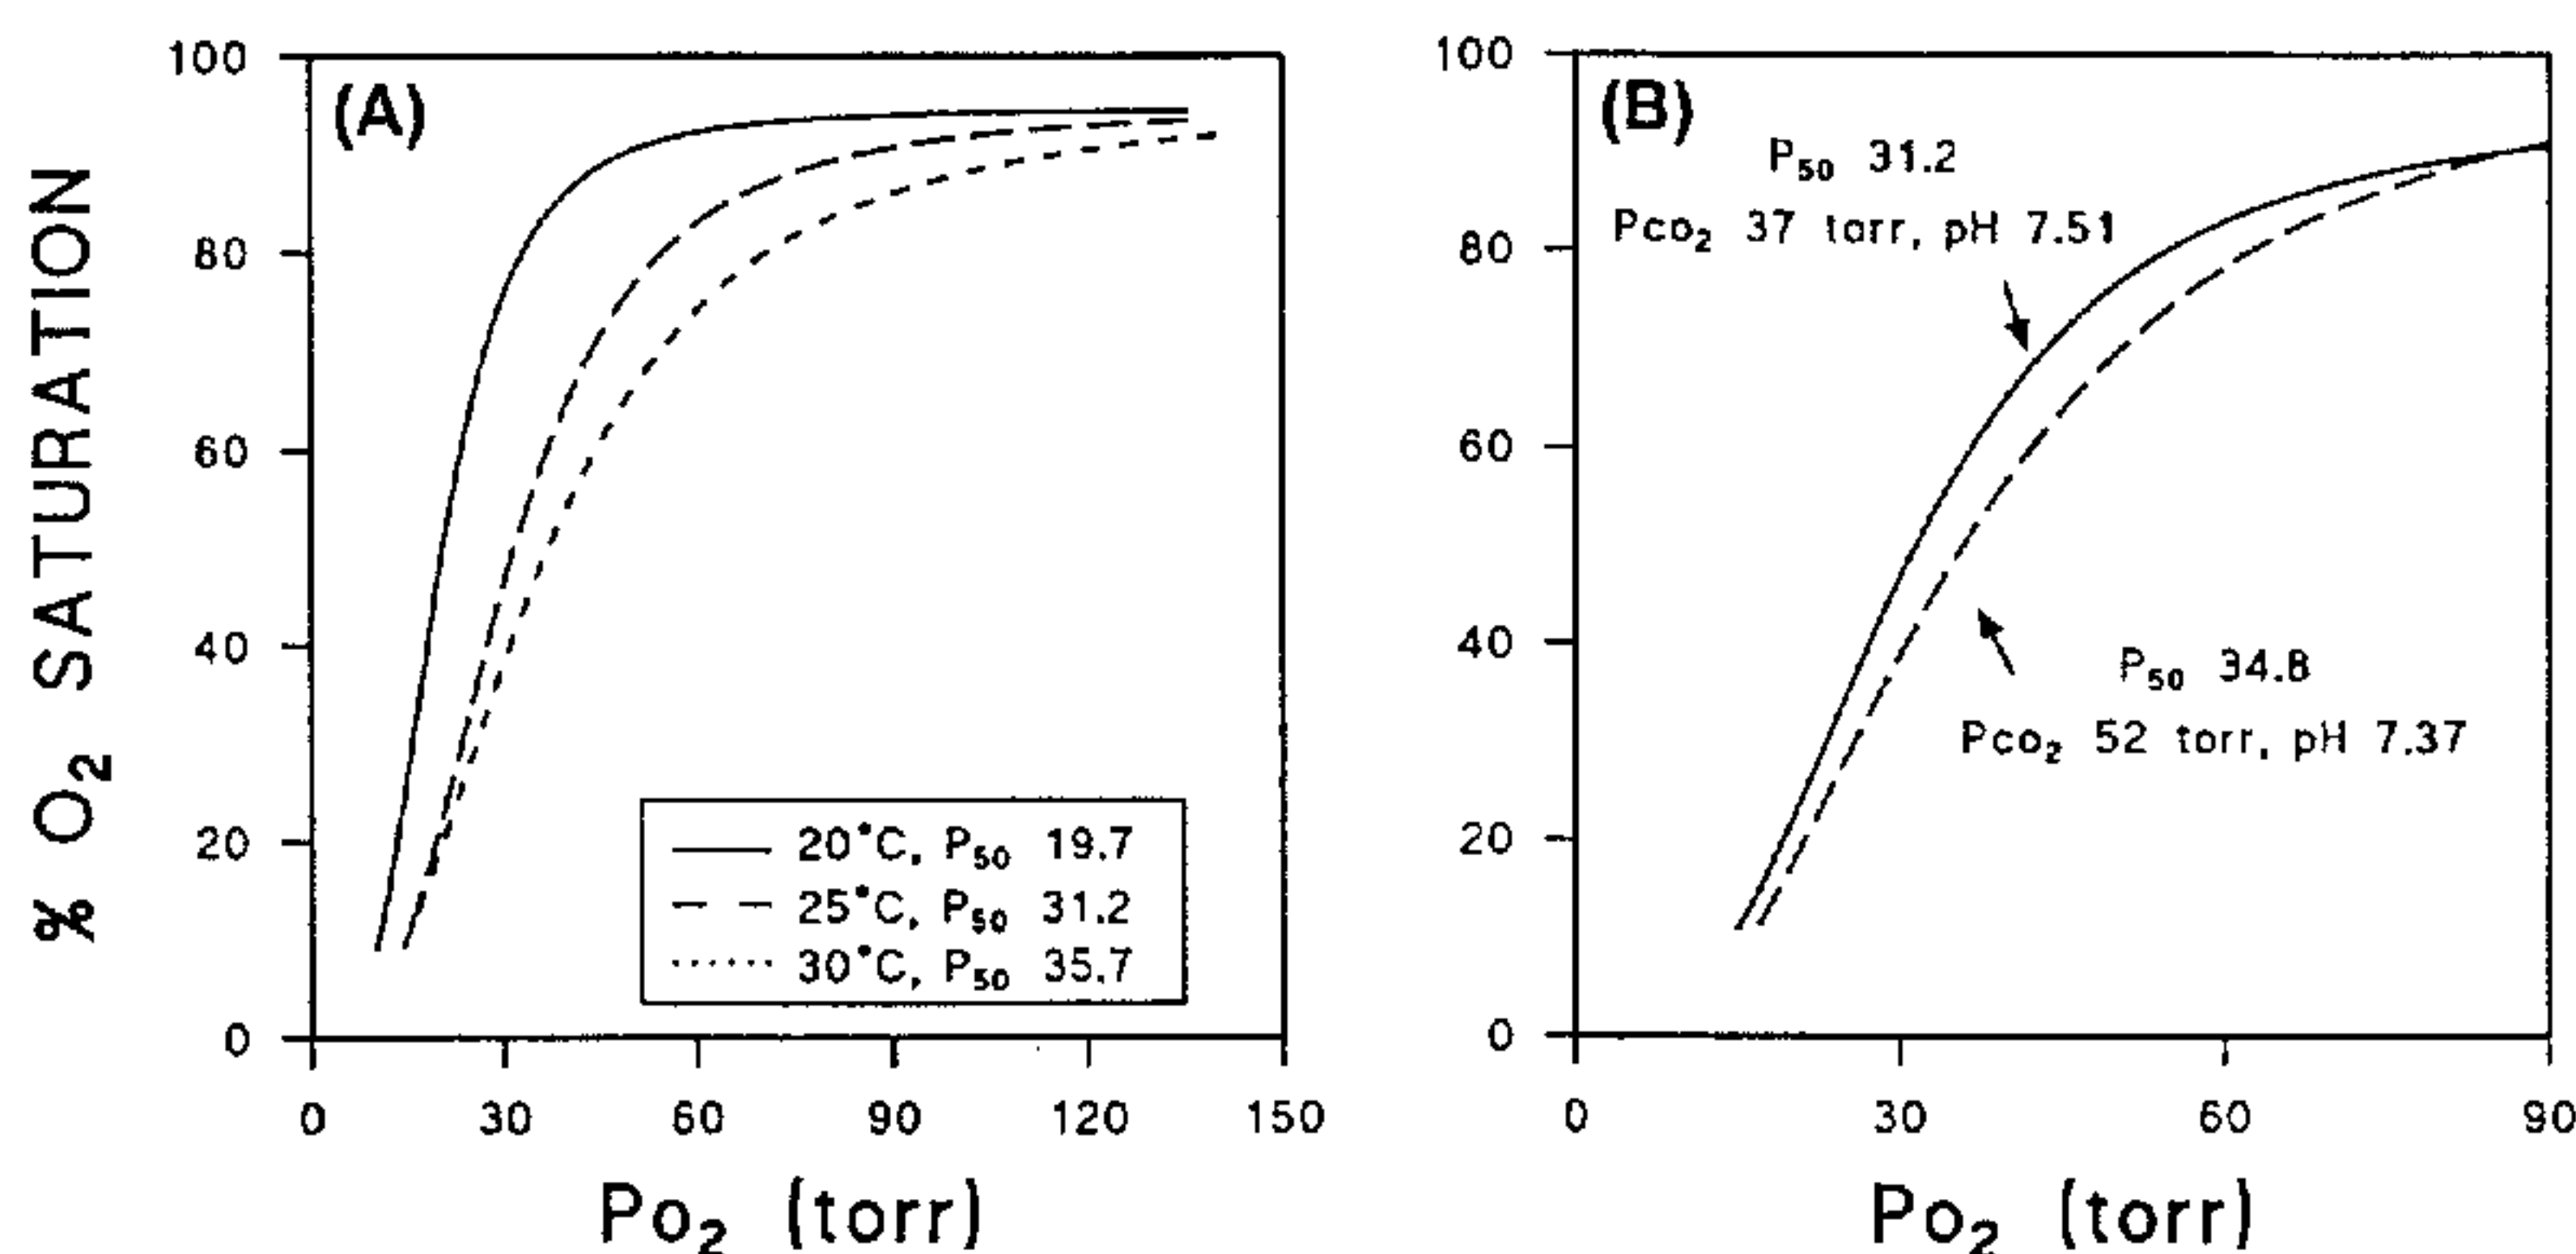 % O₂ SATURATION
(A)
100
80
60
40
20
0
20°C, P₅₀ 19.7
25°C, P₅₀ 31.2
30°C, P₅₀ 35.7
0 30 60 90 120 150
Po₂ (torr)
(B)
100
80
60
40
20
0
P₅₀ 31.2
Pco₂ 37 torr, pH 7.51
P₅₀ 34.8
Pco₂ 52 torr, pH 7.37
0 30 60 90
Po₂ (torr)